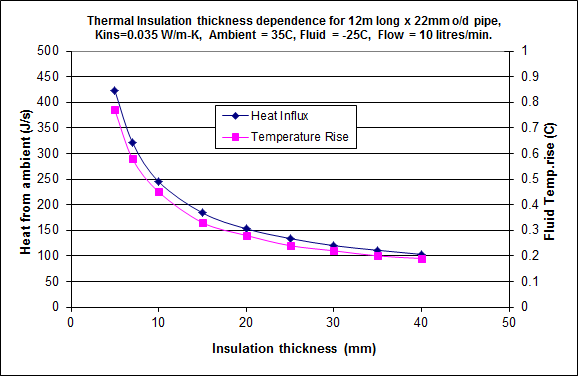 Thermal Insulation thickness dependence for 12m long x 22mm o/d pipe,
Kins=0.035 W/m-K, Ambient = 35C, Fluid = -25C, Flow = 10 litres/min.
Heat from ambient (J/s)
500
450
400
350
300
250
200
150
100
50
0
Heat Influx
Temperature Rise
1
0.9
0.8
0.7
0.6
0.5
0.4
0.3
0.2
0.1
0
Fluid Temp.rise (C)
0 10 20 30 40 50
Insulation thickness (mm)